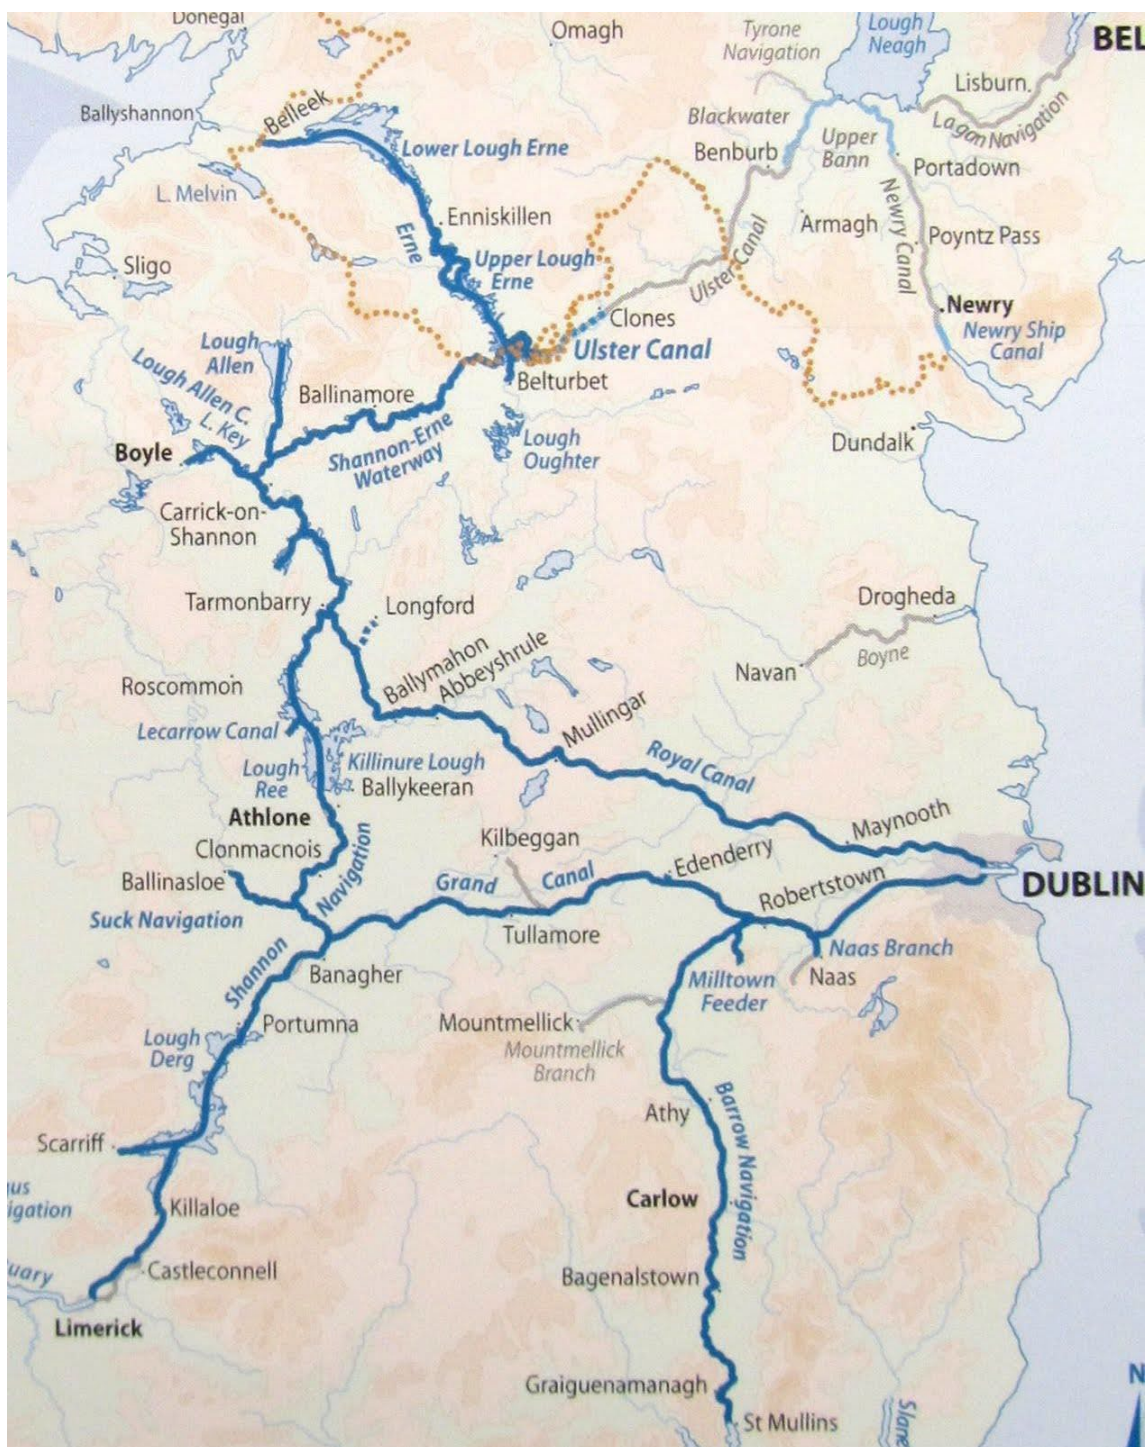 Donegal
Omagh
Tyrone
Navigation
Lough
Neagh
BEL
Lisburn
Lagan Navigation
Ballyshannon
Belleek
Lower Lough Erne
Blackwater
Upper
Bann
Benburb
Portadown
L. Melvin
Enniskillen
Erne
Armagh
Newry Canal
Poyntz Pass
Sligo
Upper Lough
Erne
Ulster Canal
Newry
Newry Ship
Canal
Clones
Ulster Canal
Lough
Allen
Lough Allen C.
L. Key
Ballinamore
Belturbet
Boyle
Shannon-Erne
Waterway
Lough
Oughter
Dundalk
Carrick-on-
Shannon
Tarmonbarry
Longford
Drogheda
Boyne
Navan
Ballymahon
Abbeyshrule
Roscommon
Lecarrow Canal
Mullingar
Royal Canal
Lough
Ree
Killinure Lough
Ballykeeran
Athlone
Clonmacnois
Kilbeggan
Maynooth
Ballinasloe
Navigation
Grand
Canal
Edenderry
Robertstown
DUBLIN
Suck Navigation
Tullamore
Shannon
Banagher
Naas Branch
Naas
Milltown
Feeder
Portumna
Lough
Derg
Mountmellick
Mountmellick
Branch
Athy
Barrow Navigation
Scarriff
us
igation
Killaloe
Carlow
uary
Castleconnell
Bagenalstown
Limerick
Graiguenamanagh
St Mullins
Slane
N